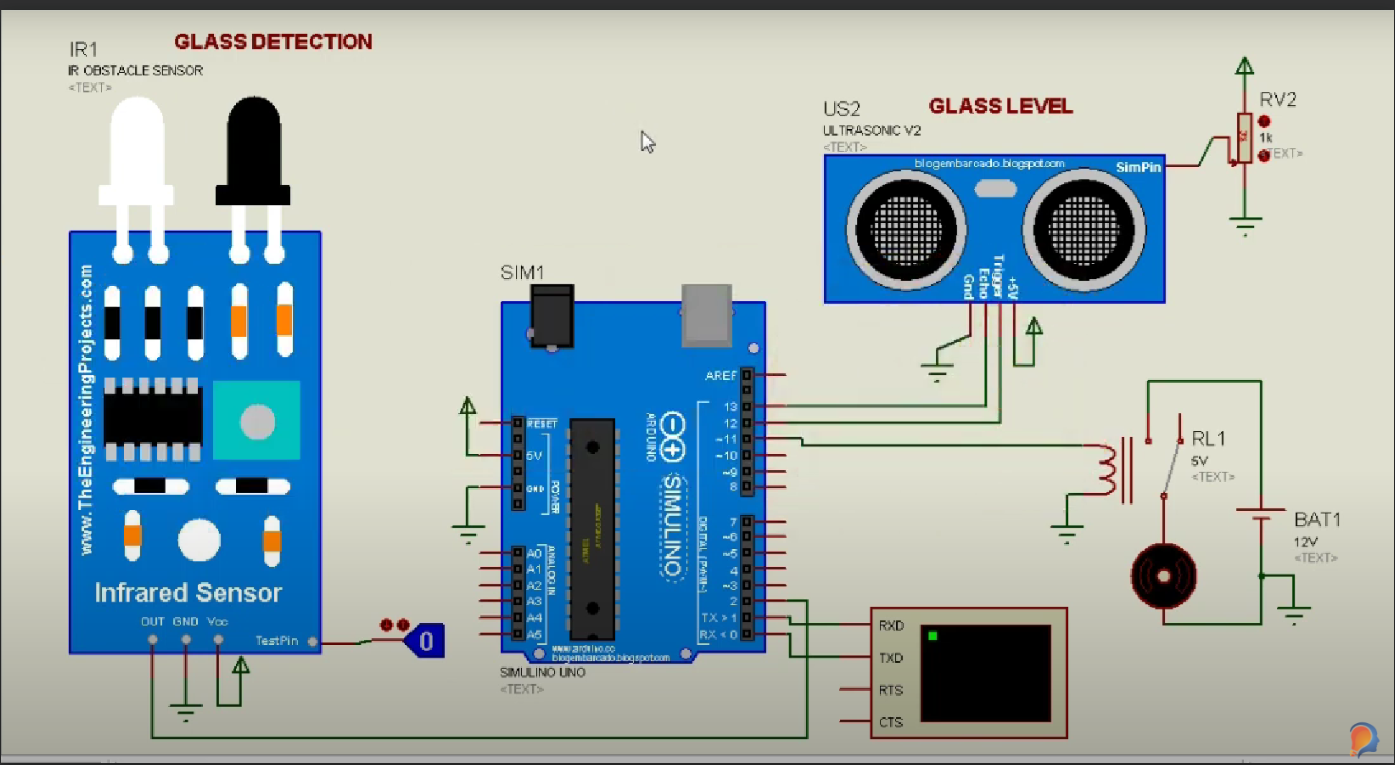 GLASS DETECTION
IR1
IR OBSTACLE SENSOR
<TEXT>
www.TheEngineeringProjects.com
Infrared Sensor
OUT GND Vcc
TestPin
0
SIM1
RESET
5V
GND
POWER
A0
A1
A2
A3
A4
A5
ANALOG IN
ARDUINO
SIMULINO
ATMEL
AREF
13
12
~11
~10
~9
8
7
~6
~5
4
~3
2
TX > 1
RX < 0
www.arduino.cc
blogembarcado.blogspot.com
SIMULINO UNO
<TEXT>
GLASS LEVEL
US2
ULTRASONIC V2
<TEXT>
blogembarcado.blogspot.com
SimPin
Gnd
Echo
Trigger
+5V
RV2
1k
<TEXT>
RL1
5V
<TEXT>
BAT1
12V
<TEXT>
RXD
TXD
RTS
CTS